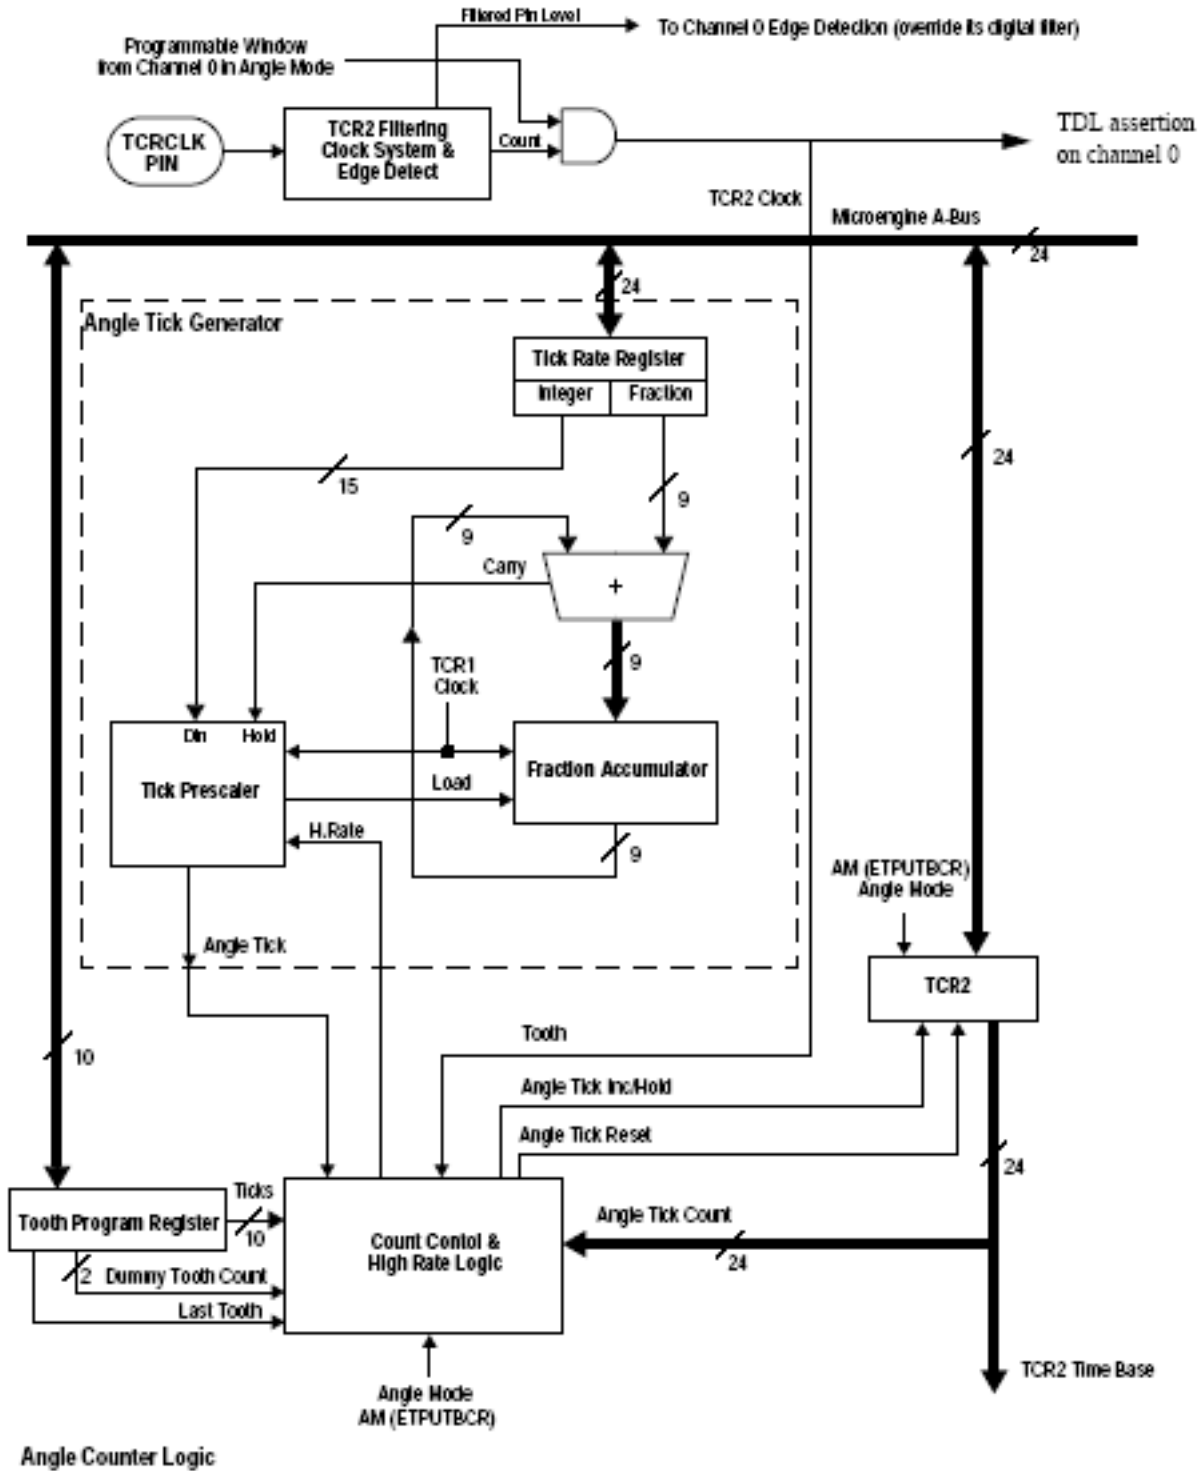 Filtered Pin Level
To Channel 0 Edge Detection (override its digital filter)
Programmable Window
from Channel 0 in Angle Mode
TCRCLK
PIN
TCR2 Filtering
Clock System &
Edge Detect
Count
TDL assertion
on channel 0
TCR2 Clock
Microengine A-Bus
24
24
Angle Tick Generator
Tick Rate Register
Integer
Fraction
24
15
9
9
Carry
+
9
TCR1
Clock
Din
Hold
Tick Prescaler
Load
Fraction Accumulator
H.Rate
9
AM (ETPUTBCR)
Angle Mode
Angle Tick
TCR2
Tooth
10
Angle Tick Inc/Hold
Angle Tick Reset
24
Ticks
Tooth Program Register
10
Angle Tick Count
24
Count Contol &
High Rate Logic
2
Dummy Tooth Count
Last Tooth
TCR2 Time Base
Angle Mode
AM (ETPUTBCR)
Angle Counter Logic